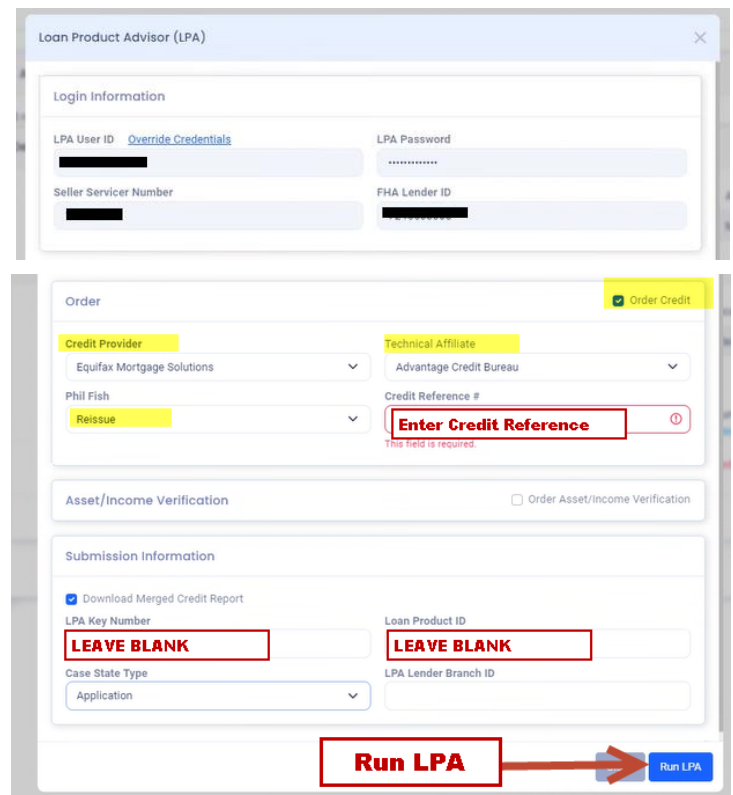 Loan Product Advisor (LPA)
Login Information
LPA User ID Override Credentials
LPA Password
Seller Servicer Number
FHA Lender ID
Order
Order Credit
Credit Provider
Technical Affiliate
Equifax Mortgage Solutions
Advantage Credit Bureau
Phil Fish
Credit Reference #
Reissue
Enter Credit Reference
This field is required.
Asset/Income Verification
Order Asset/Income Verification
Submission Information
Download Merged Credit Report
LPA Key Number
Loan Product ID
LEAVE BLANK
LEAVE BLANK
Case State Type
LPA Lender Branch ID
Application
Run LPA
Run LPA